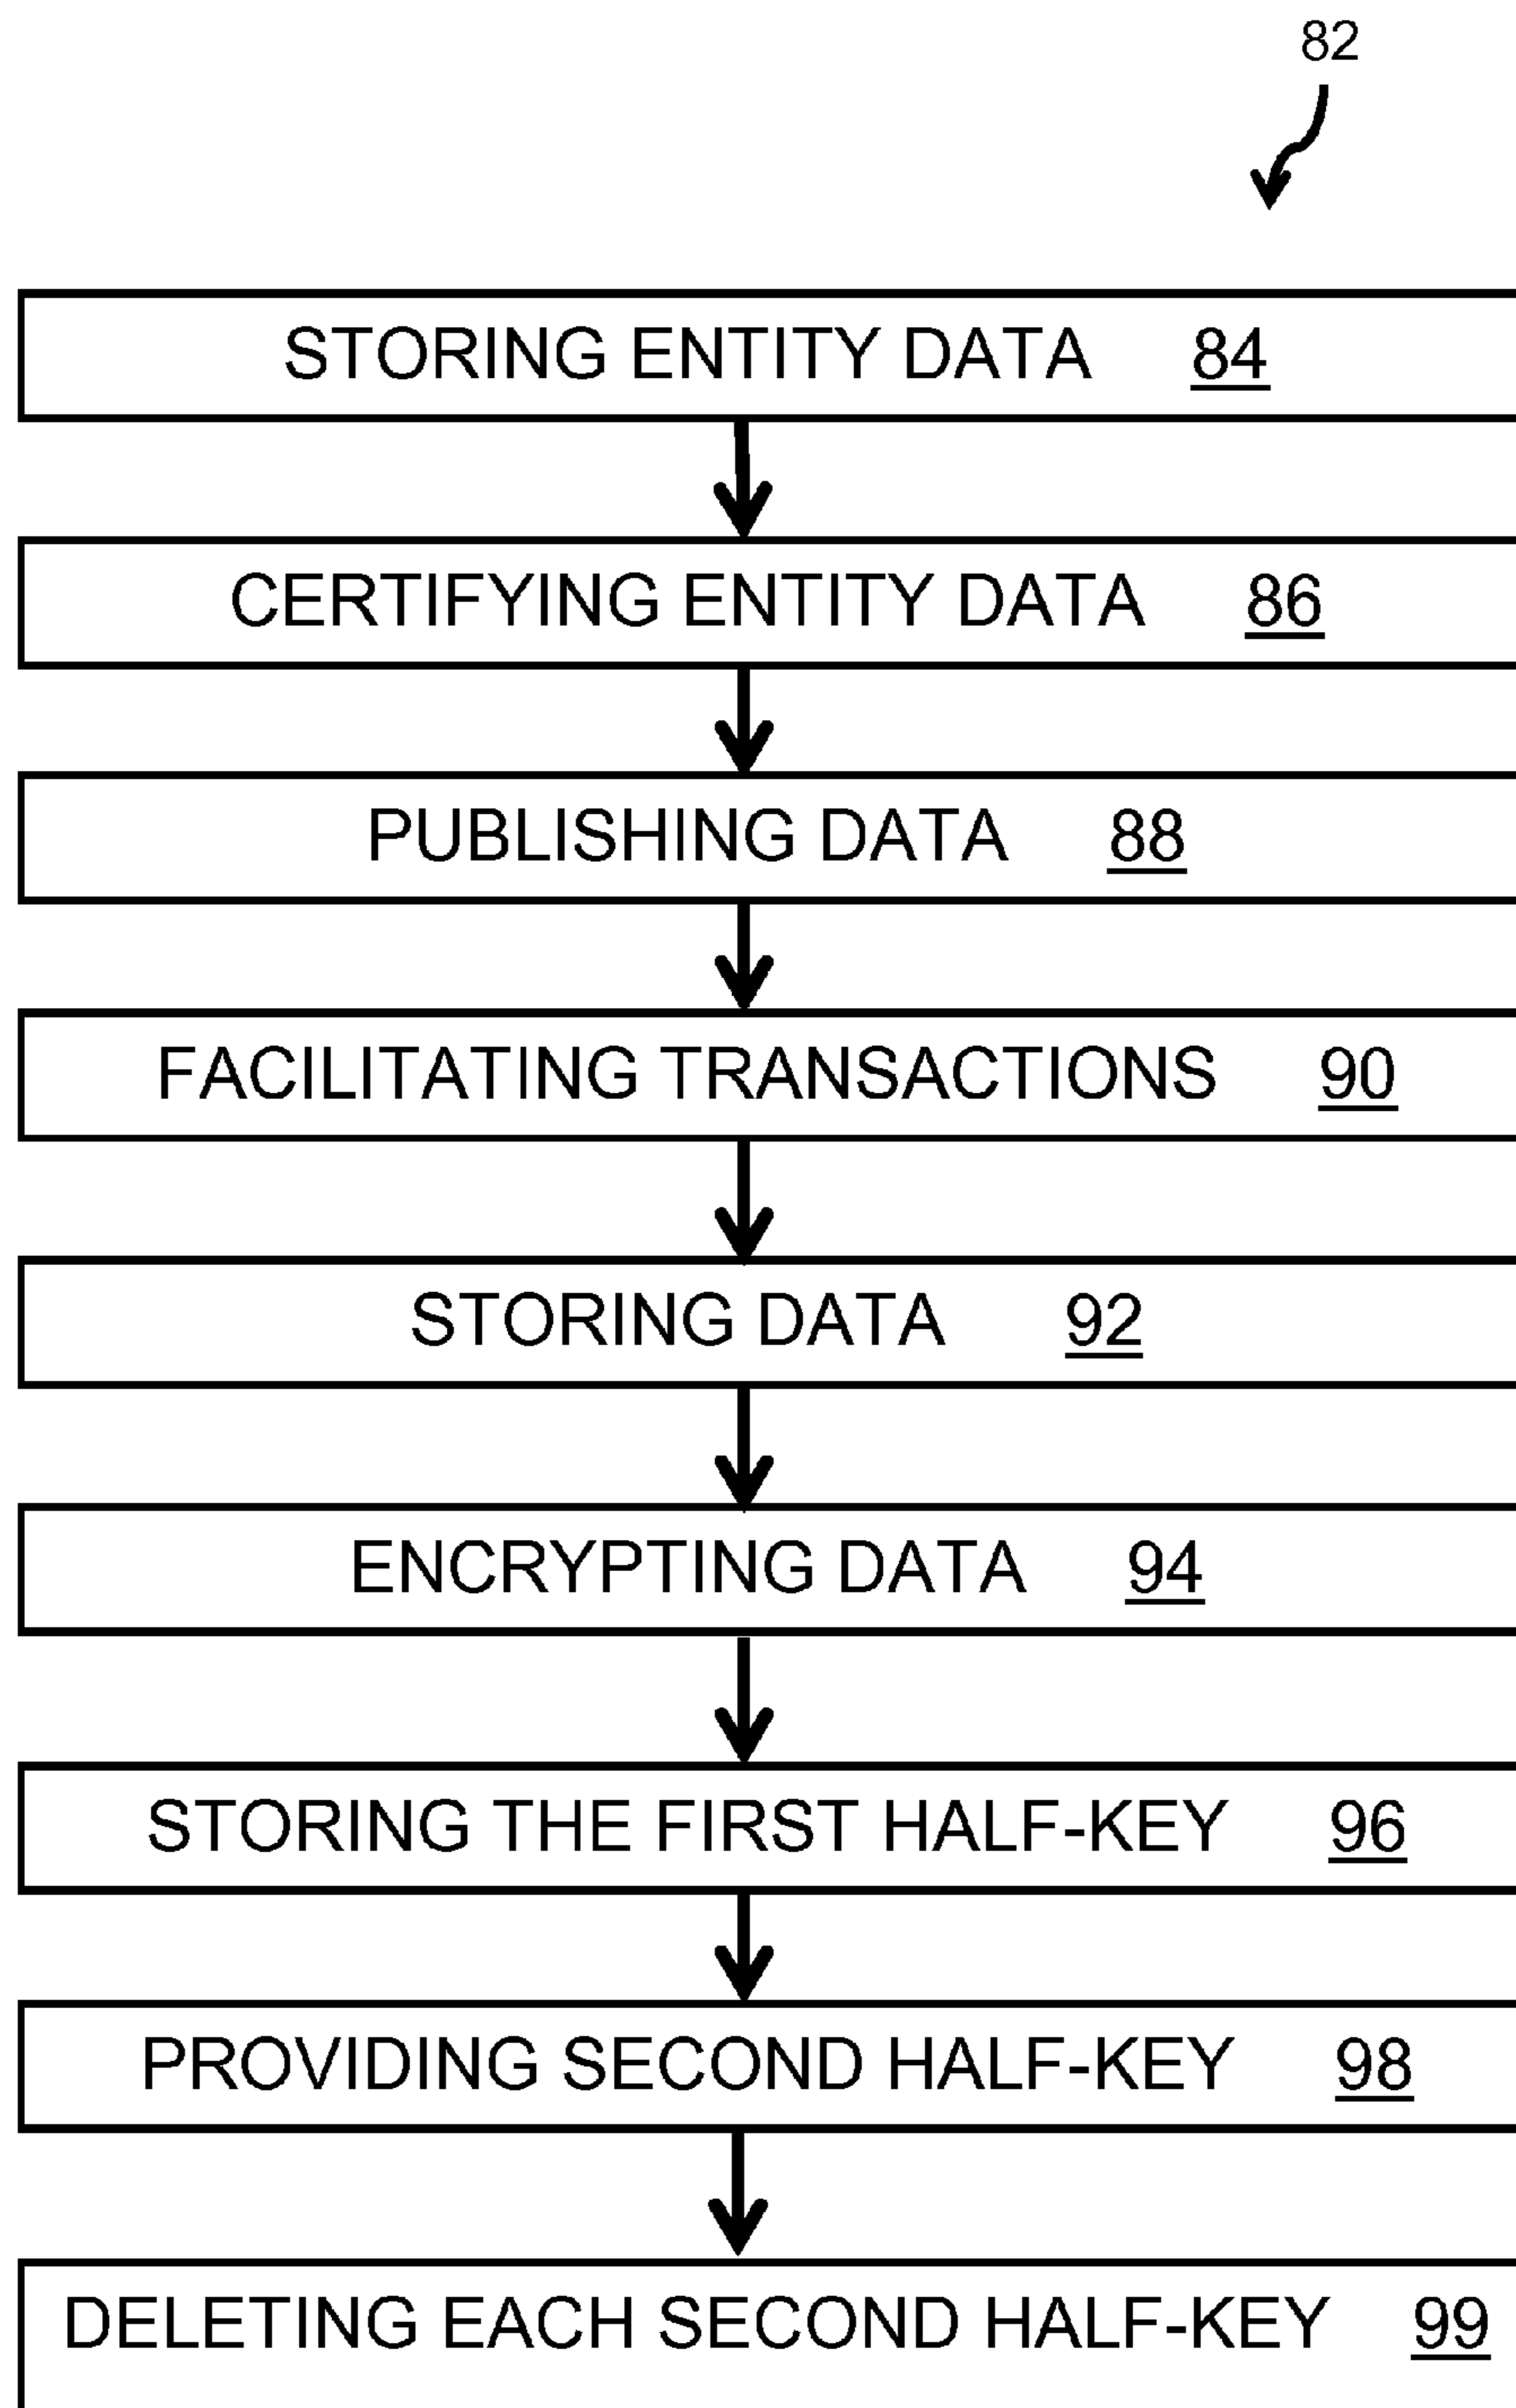 82
STORING ENTITY DATA 84
CERTIFYING ENTITY DATA 86
PUBLISHING DATA 88
FACILITATING TRANSACTIONS 90
STORING DATA 92
ENCRYPTING DATA 94
STORING THE FIRST HALF-KEY 96
PROVIDING SECOND HALF-KEY 98
DELETING EACH SECOND HALF-KEY 99